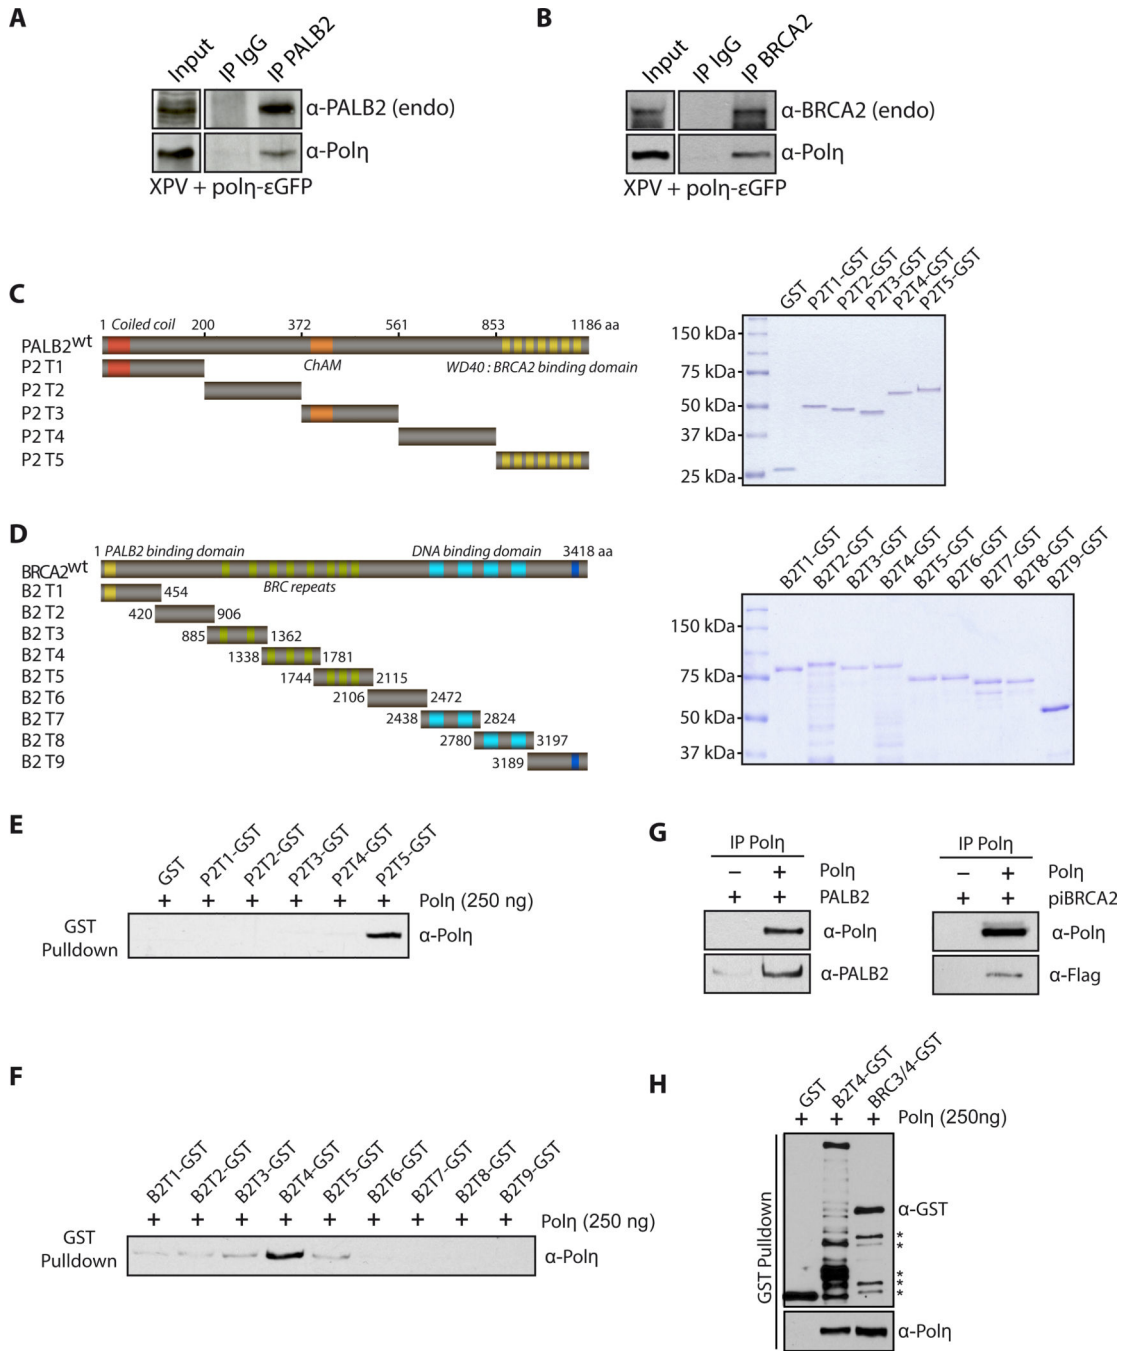 A
Input
IP IgG
IP PALB2
α-PALB2 (endo)
α-Polη
XPV + polη-εGFP
B
Input
IP IgG
IP BRCA2
α-BRCA2 (endo)
α-Polη
XPV + polη-εGFP
C
1 Coiled coil 200 372 561 853 1186 aa
PALB2wt
ChAM WD40 : BRCA2 binding domain
P2 T1
P2 T2
P2 T3
P2 T4
P2 T5
GST
P2T1-GST
P2T2-GST
P2T3-GST
P2T4-GST
P2T5-GST
150 kDa
75 kDa
50 kDa
37 kDa
25 kDa
D
1 PALB2 binding domain DNA binding domain 3418 aa
BRCA2wt
BRC repeats
B2 T1 454
B2 T2 420 906
B2 T3 885 1362
B2 T4 1338 1781
B2 T5 1744 2115
B2 T6 2106 2472
B2 T7 2438 2824
B2 T8 2780 3197
B2 T9 3189
B2T1-GST
B2T2-GST
B2T3-GST
B2T4-GST
B2T5-GST
B2T6-GST
B2T7-GST
B2T8-GST
B2T9-GST
150 kDa
75 kDa
50 kDa
37 kDa
E
GST
P2T1-GST
P2T2-GST
P2T3-GST
P2T4-GST
P2T5-GST
+ + + + + + Polη (250 ng)
GST
Pulldown
α-Polη
F
B2T1-GST
B2T2-GST
B2T3-GST
B2T4-GST
B2T5-GST
B2T6-GST
B2T7-GST
B2T8-GST
B2T9-GST
+ + + + + + + + + Polη (250 ng)
GST
Pulldown
α-Polη
G
IP Polη
– + Polη
+ + PALB2
α-Polη
α-PALB2
IP Polη
– + Polη
+ + piBRCA2
α-Polη
α-Flag
H
GST
B2T4-GST
BRC3/4-GST
+ + + Polη (250ng)
GST Pulldown
α-GST
*
*
*
*
*
α-Polη